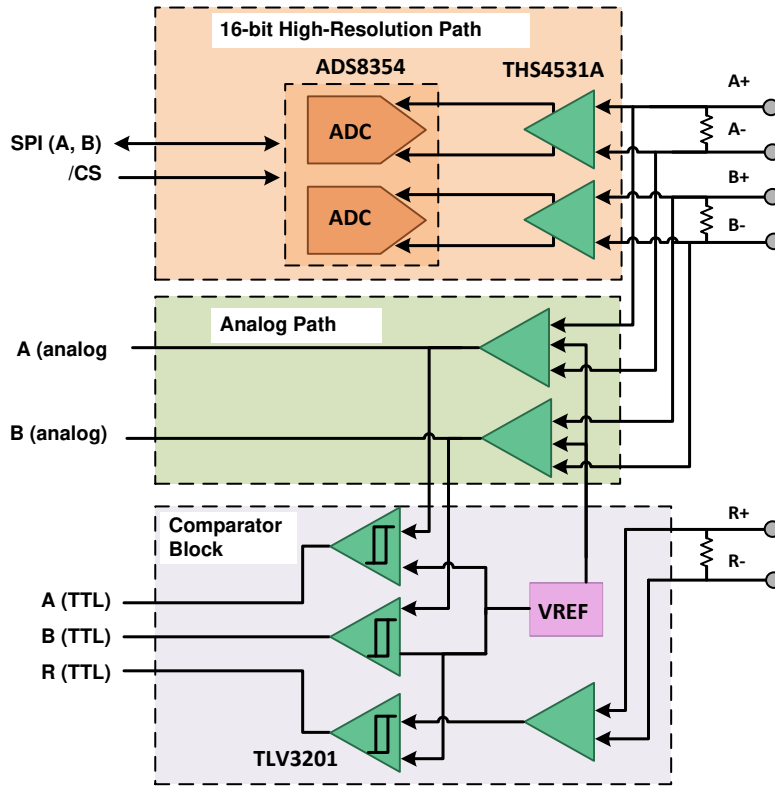 16-bit High-Resolution Path
ADS8354
THS4531A
A+
ADC
A-
SPI (A, B)
/CS
B+
ADC
B-
Analog Path
A (analog
B (analog)
Comparator
Block
R+
R-
A (TTL)
VREF
B (TTL)
R (TTL)
TLV3201